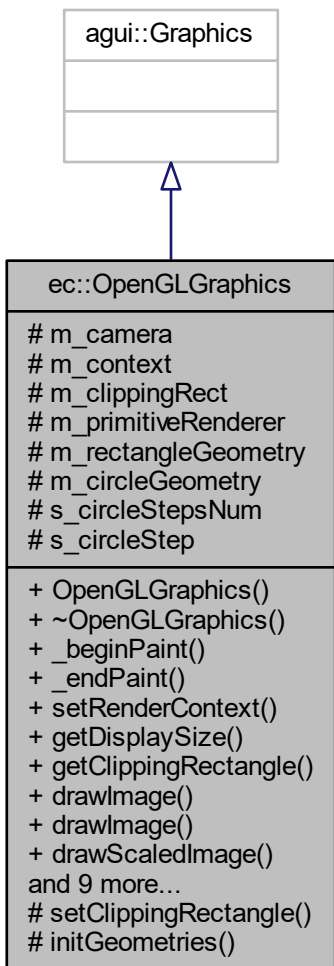 agui::Graphics
ec::OpenGLGraphics
# m_camera
# m_context
# m_clippingRect
# m_primitiveRenderer
# m_rectangleGeometry
# m_circleGeometry
# s_circleStepsNum
# s_circleStep
+ OpenGLGraphics()
+ ~OpenGLGraphics()
+ _beginPaint()
+ _endPaint()
+ setRenderContext()
+ getDisplaySize()
+ getClippingRectangle()
+ drawImage()
+ drawImage()
+ drawScaledImage()
and 9 more...
# setClippingRectangle()
# initGeometries()